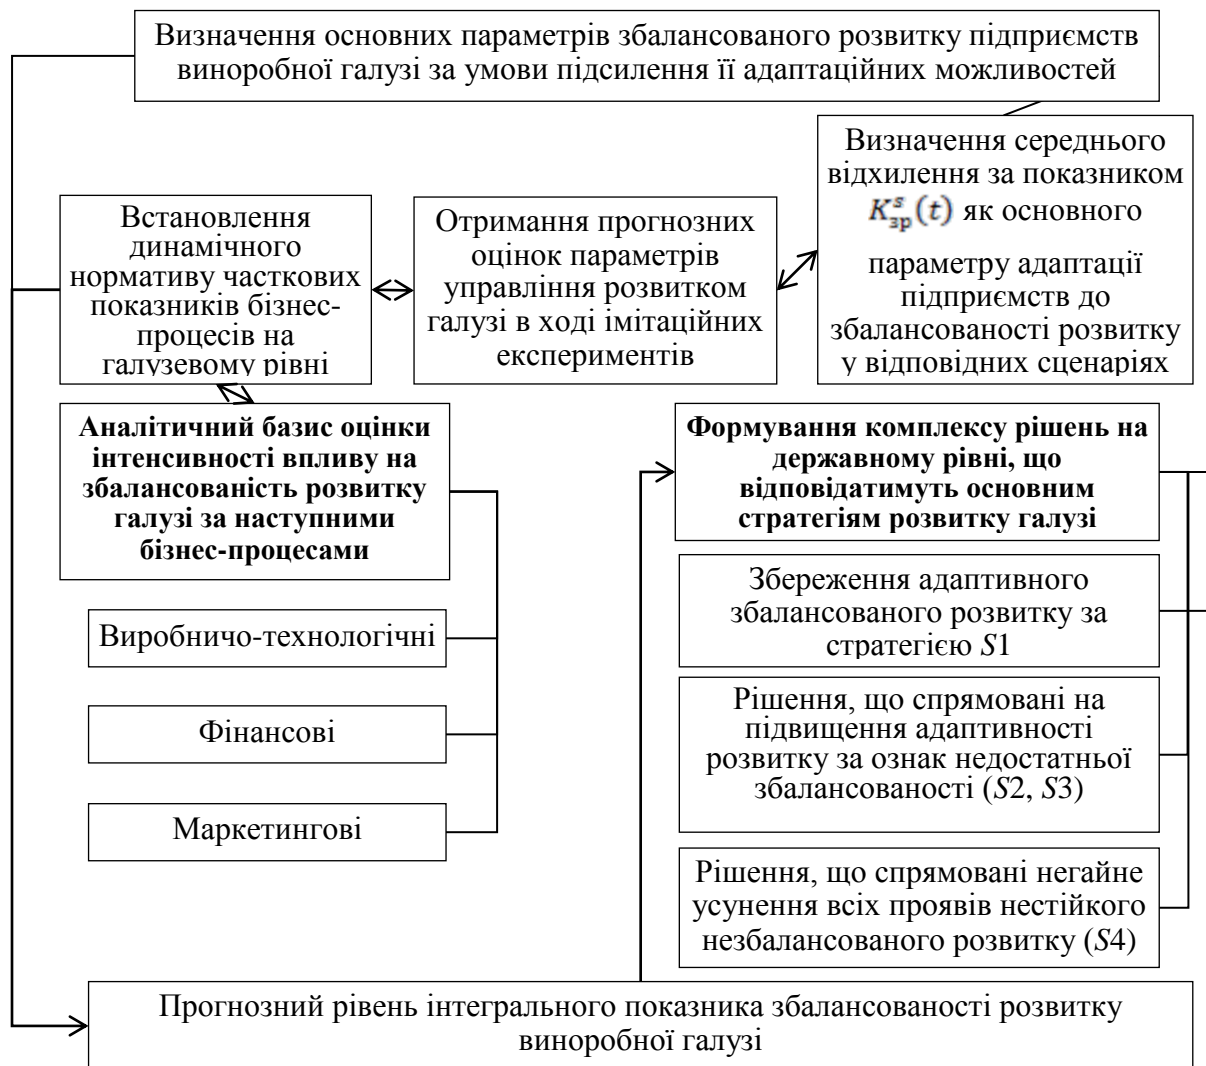 Визначення основних параметрів збалансованого розвитку підприємств
виноробної галузі за умови підсилення її адаптаційних можливостей
Встановлення
динамічного
нормативу часткових
показників бізнес-
процесів на
галузевому рівні
Отримання прогнозних
оцінок параметрів
управління розвитком
галузі в ході імітаційних
експериментів
Визначення середнього
відхилення за показником
K^s_зр(t) як основного
параметру адаптації
підприємств до
збалансованості розвитку
у відповідних сценаріях
Аналітичний базис оцінки
інтенсивності впливу на
збалансованість розвитку
галузі за наступними
бізнес-процесами
Виробничо-технологічні
Фінансові
Маркетингові
Формування комплексу рішень на
державному рівні, що
відповідатимуть основним
стратегіям розвитку галузі
Збереження адаптивного
збалансованого розвитку за
стратегією S1
Рішення, що спрямовані на
підвищення адаптивності
розвитку за ознак недостатньої
збалансованості (S2, S3)
Рішення, що спрямовані негайне
усунення всіх проявів нестійкого
незбалансованого розвитку (S4)
Прогнозний рівень інтегрального показника збалансованості розвитку
виноробної галузі